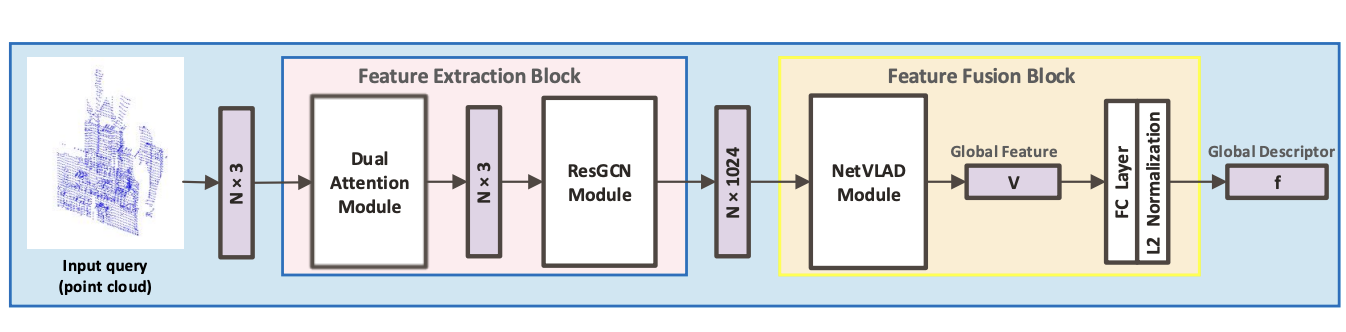 Feature Extraction Block
Feature Fusion Block
Input query
(point cloud)
N × 3
Dual
Attention
Module
N × 3
ResGCN
Module
N × 1024
NetVLAD
Module
Global Feature
V
FC Layer
L2 Normalization
Global Descriptor
f